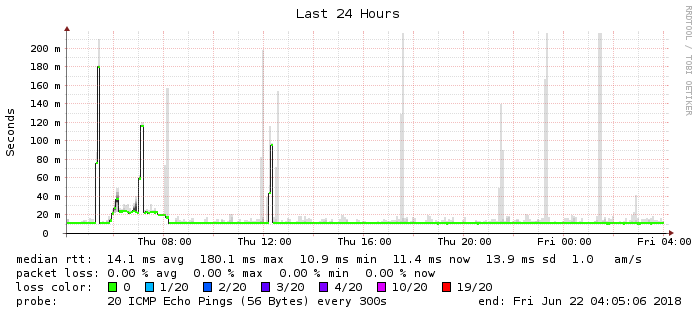 Last 24 Hours
RRDTOOL / TOBI OETIKER
Seconds
200 m
180 m
160 m
140 m
120 m
100 m
80 m
60 m
40 m
20 m
0
Thu 08:00 Thu 12:00 Thu 16:00 Thu 20:00 Fri 00:00 Fri 04:00
median rtt: 14.1 ms avg 180.1 ms max 10.9 ms min 11.4 ms now 13.9 ms sd 1.0 am/s
packet loss: 0.00 % avg 0.00 % max 0.00 % min 0.00 % now
loss color: 0 1/20 2/20 3/20 4/20 10/20 19/20
probe: 20 ICMP Echo Pings (56 Bytes) every 300s end: Fri Jun 22 04:05:06 2018